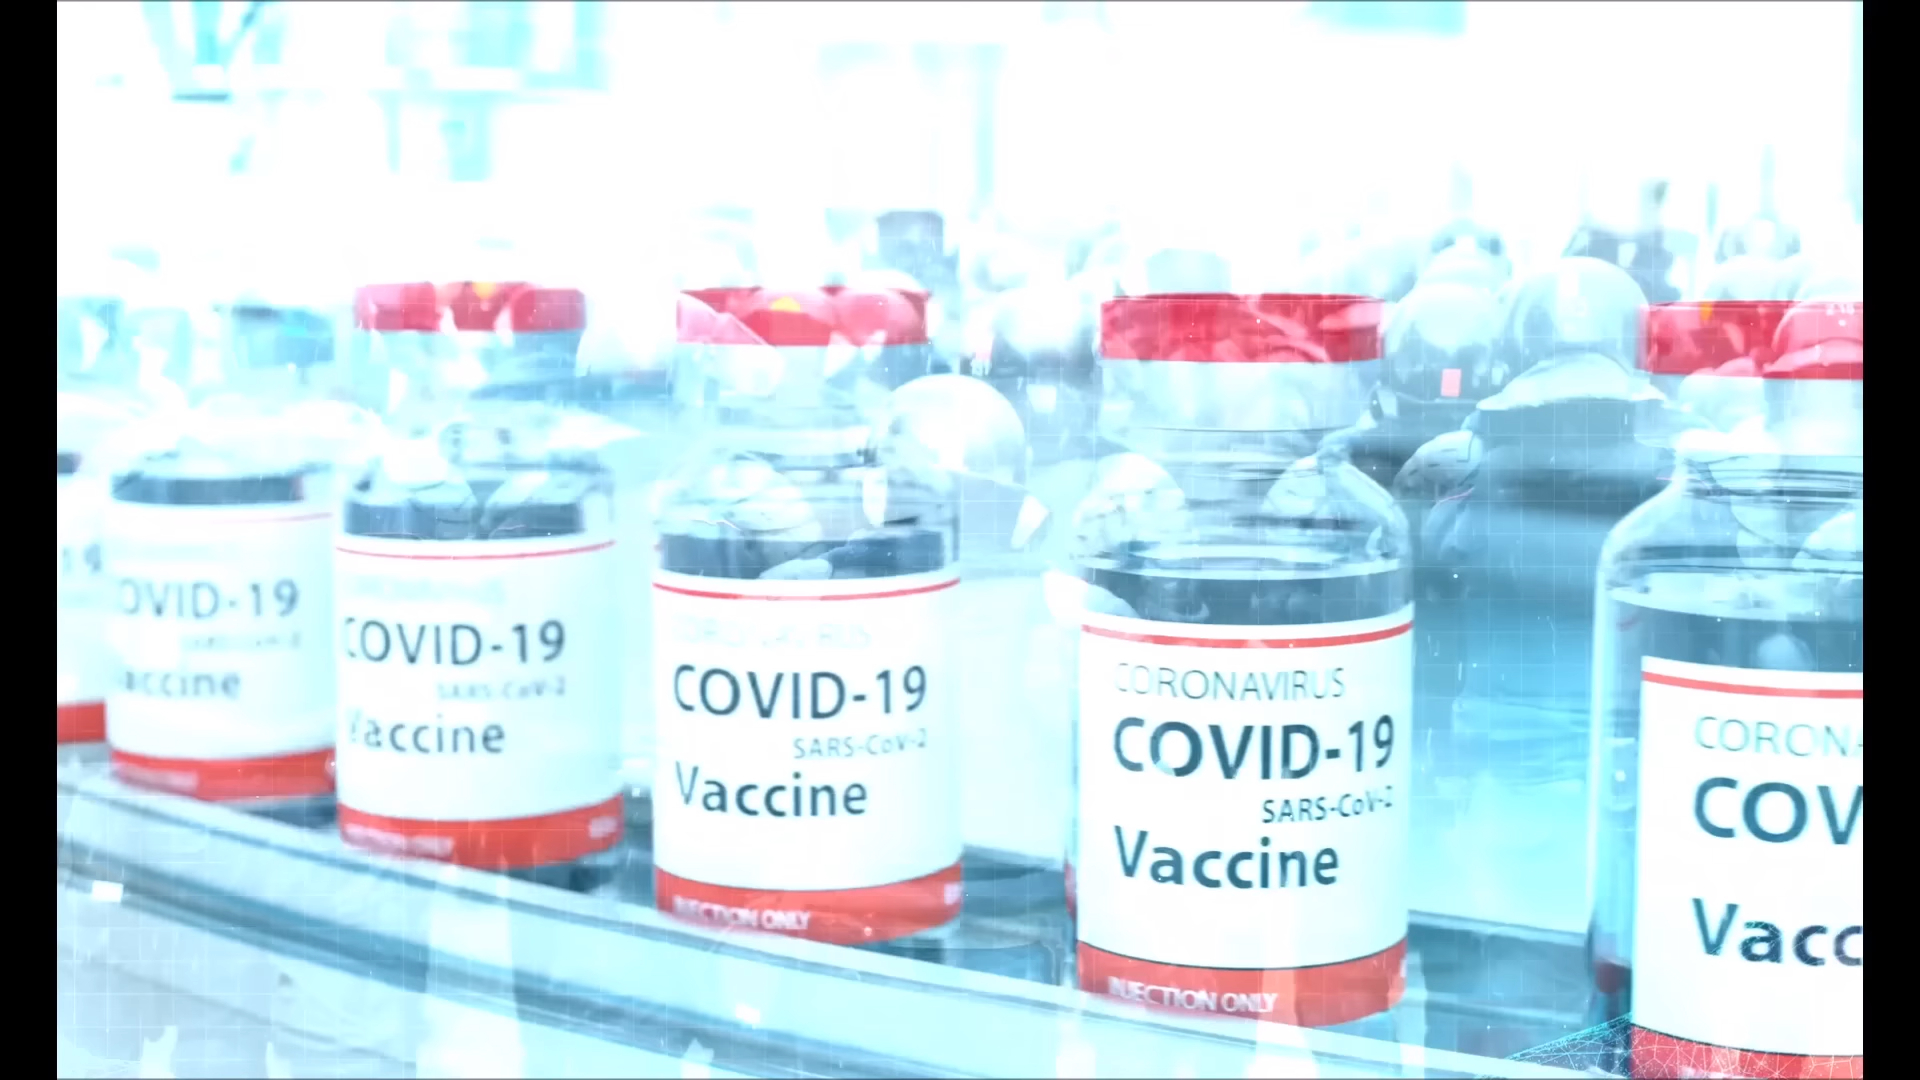 19
OVID-19
accine
COVID-19
SARS-CoV-2
Vaccine
COVID-19
SARS-CoV-2
Vaccine
INJECTION ONLY
CORONAVIRUS
COVID-19
SARS-CoV-2
Vaccine
INJECTION ONLY
CORON
COV
Vacc